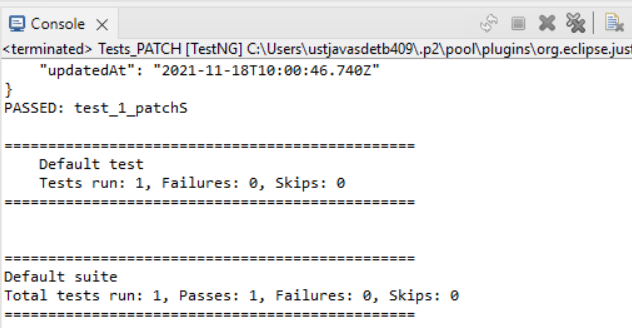 Console
<terminated> Tests_PATCH [TestNG] C:\Users\ustjavasdetb409\.p2\pool\plugins\org.eclipse.just
"updatedAt": "2021-11-18T10:00:46.740Z"
}
PASSED: test_1_patchS
===============================================
Default test
Tests run: 1, Failures: 0, Skips: 0
===============================================
===============================================
Default suite
Total tests run: 1, Passes: 1, Failures: 0, Skips: 0
===============================================